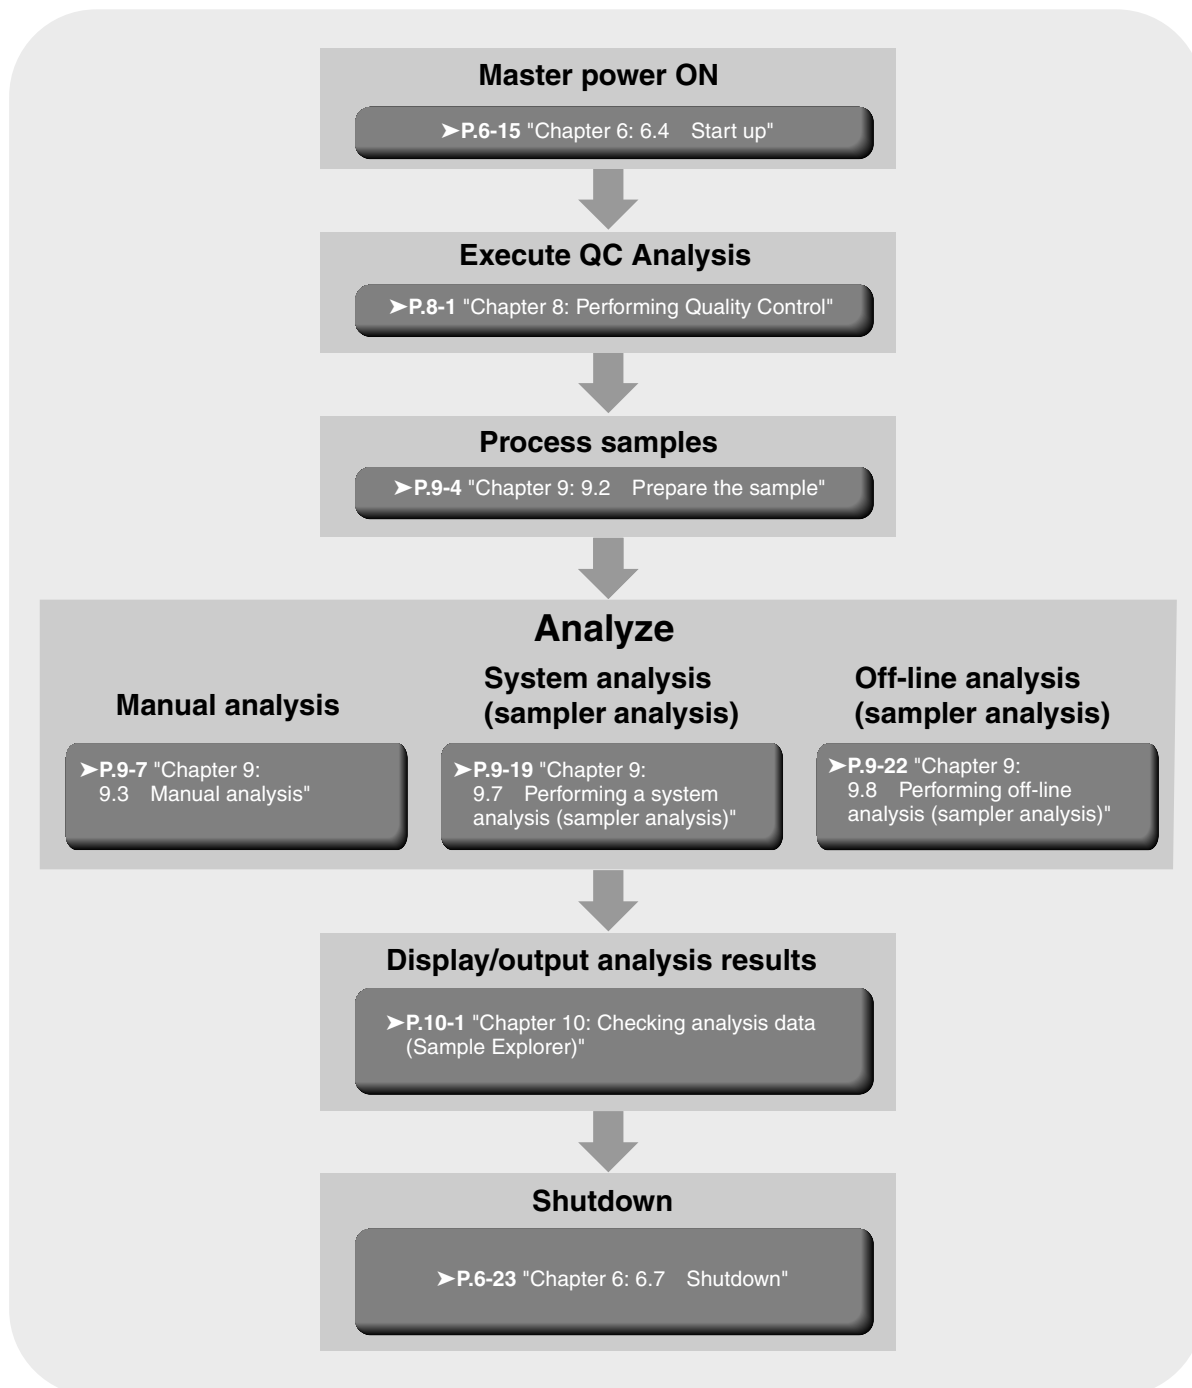 Master power ON
➤P.6-15 "Chapter 6: 6.4 Start up"
Execute QC Analysis
➤P.8-1 "Chapter 8: Performing Quality Control"
Process samples
➤P.9-4 "Chapter 9: 9.2 Prepare the sample"
Analyze
Manual analysis
➤P.9-7 "Chapter 9:
9.3 Manual analysis"
System analysis
(sampler analysis)
➤P.9-19 "Chapter 9:
9.7 Performing a system
analysis (sampler analysis)"
Off-line analysis
(sampler analysis)
➤P.9-22 "Chapter 9:
9.8 Performing off-line
analysis (sampler analysis)"
Display/output analysis results
➤P.10-1 "Chapter 10: Checking analysis data
(Sample Explorer)"
Shutdown
➤P.6-23 "Chapter 6: 6.7 Shutdown"